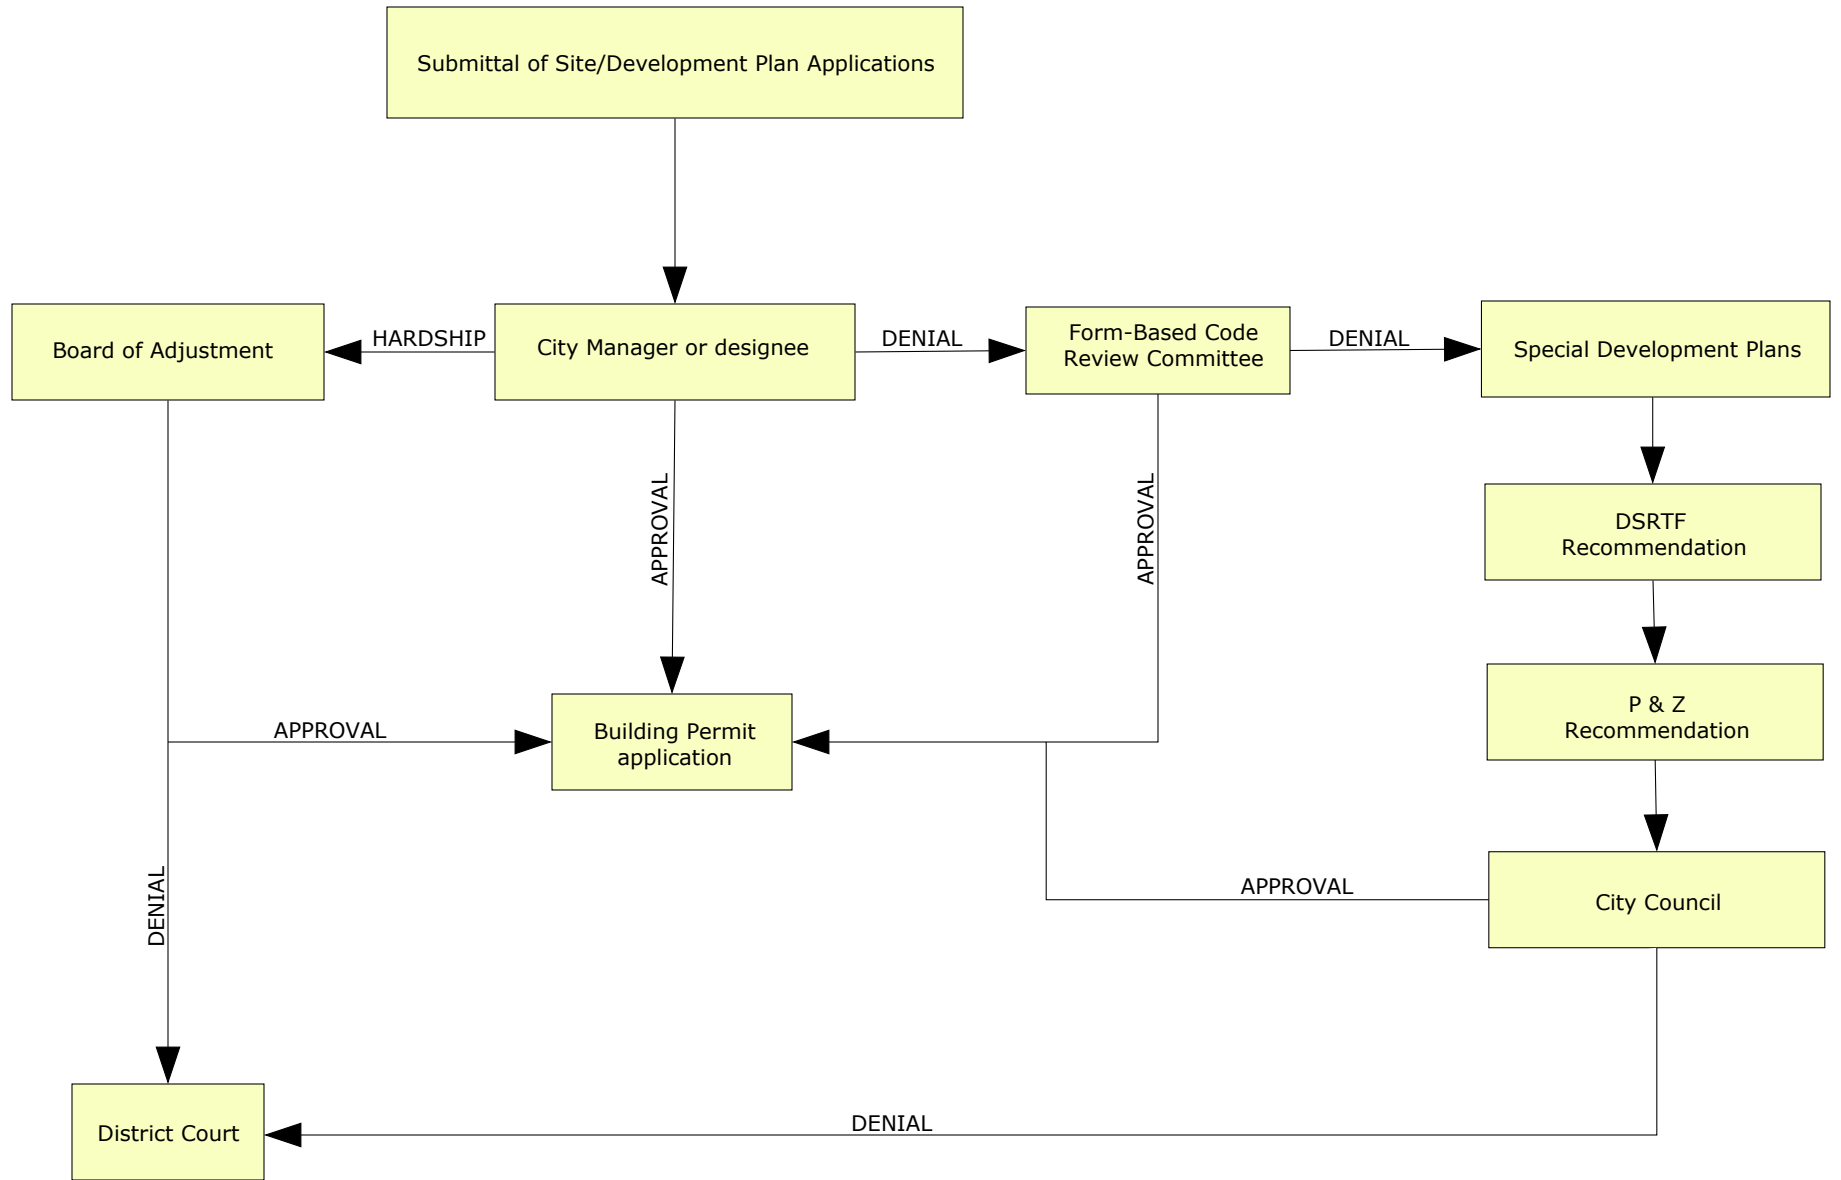 Submittal of Site/Development Plan Applications
Board of Adjustment
HARDSHIP
City Manager or designee
DENIAL
Form-Based Code
Review Committee
DENIAL
Special Development Plans
APPROVAL
APPROVAL
DSRTF
Recommendation
P & Z
Recommendation
APPROVAL
Building Permit
application
DENIAL
APPROVAL
City Council
District Court
DENIAL